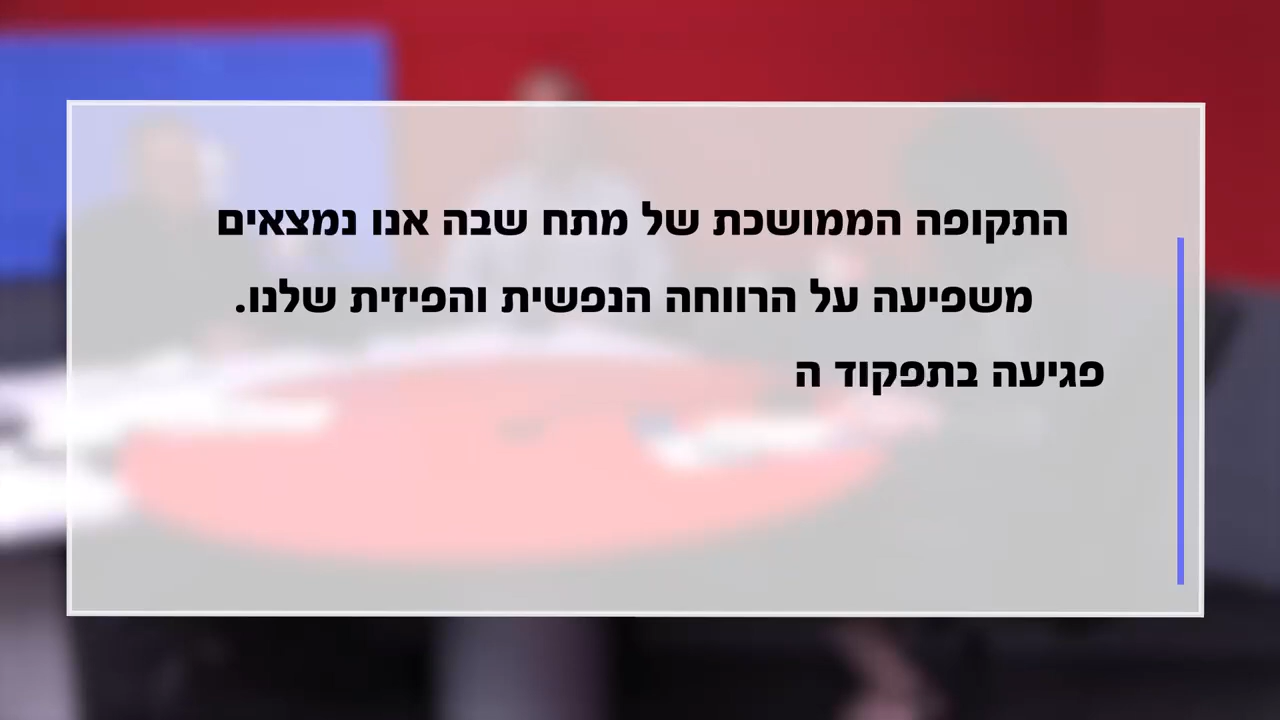 התקופה הממושכת של מתח שבה אנו נמצאים
משפיעה על הרווחה הנפשית והפיזית שלנו.
פגיעה בתפקוד ה